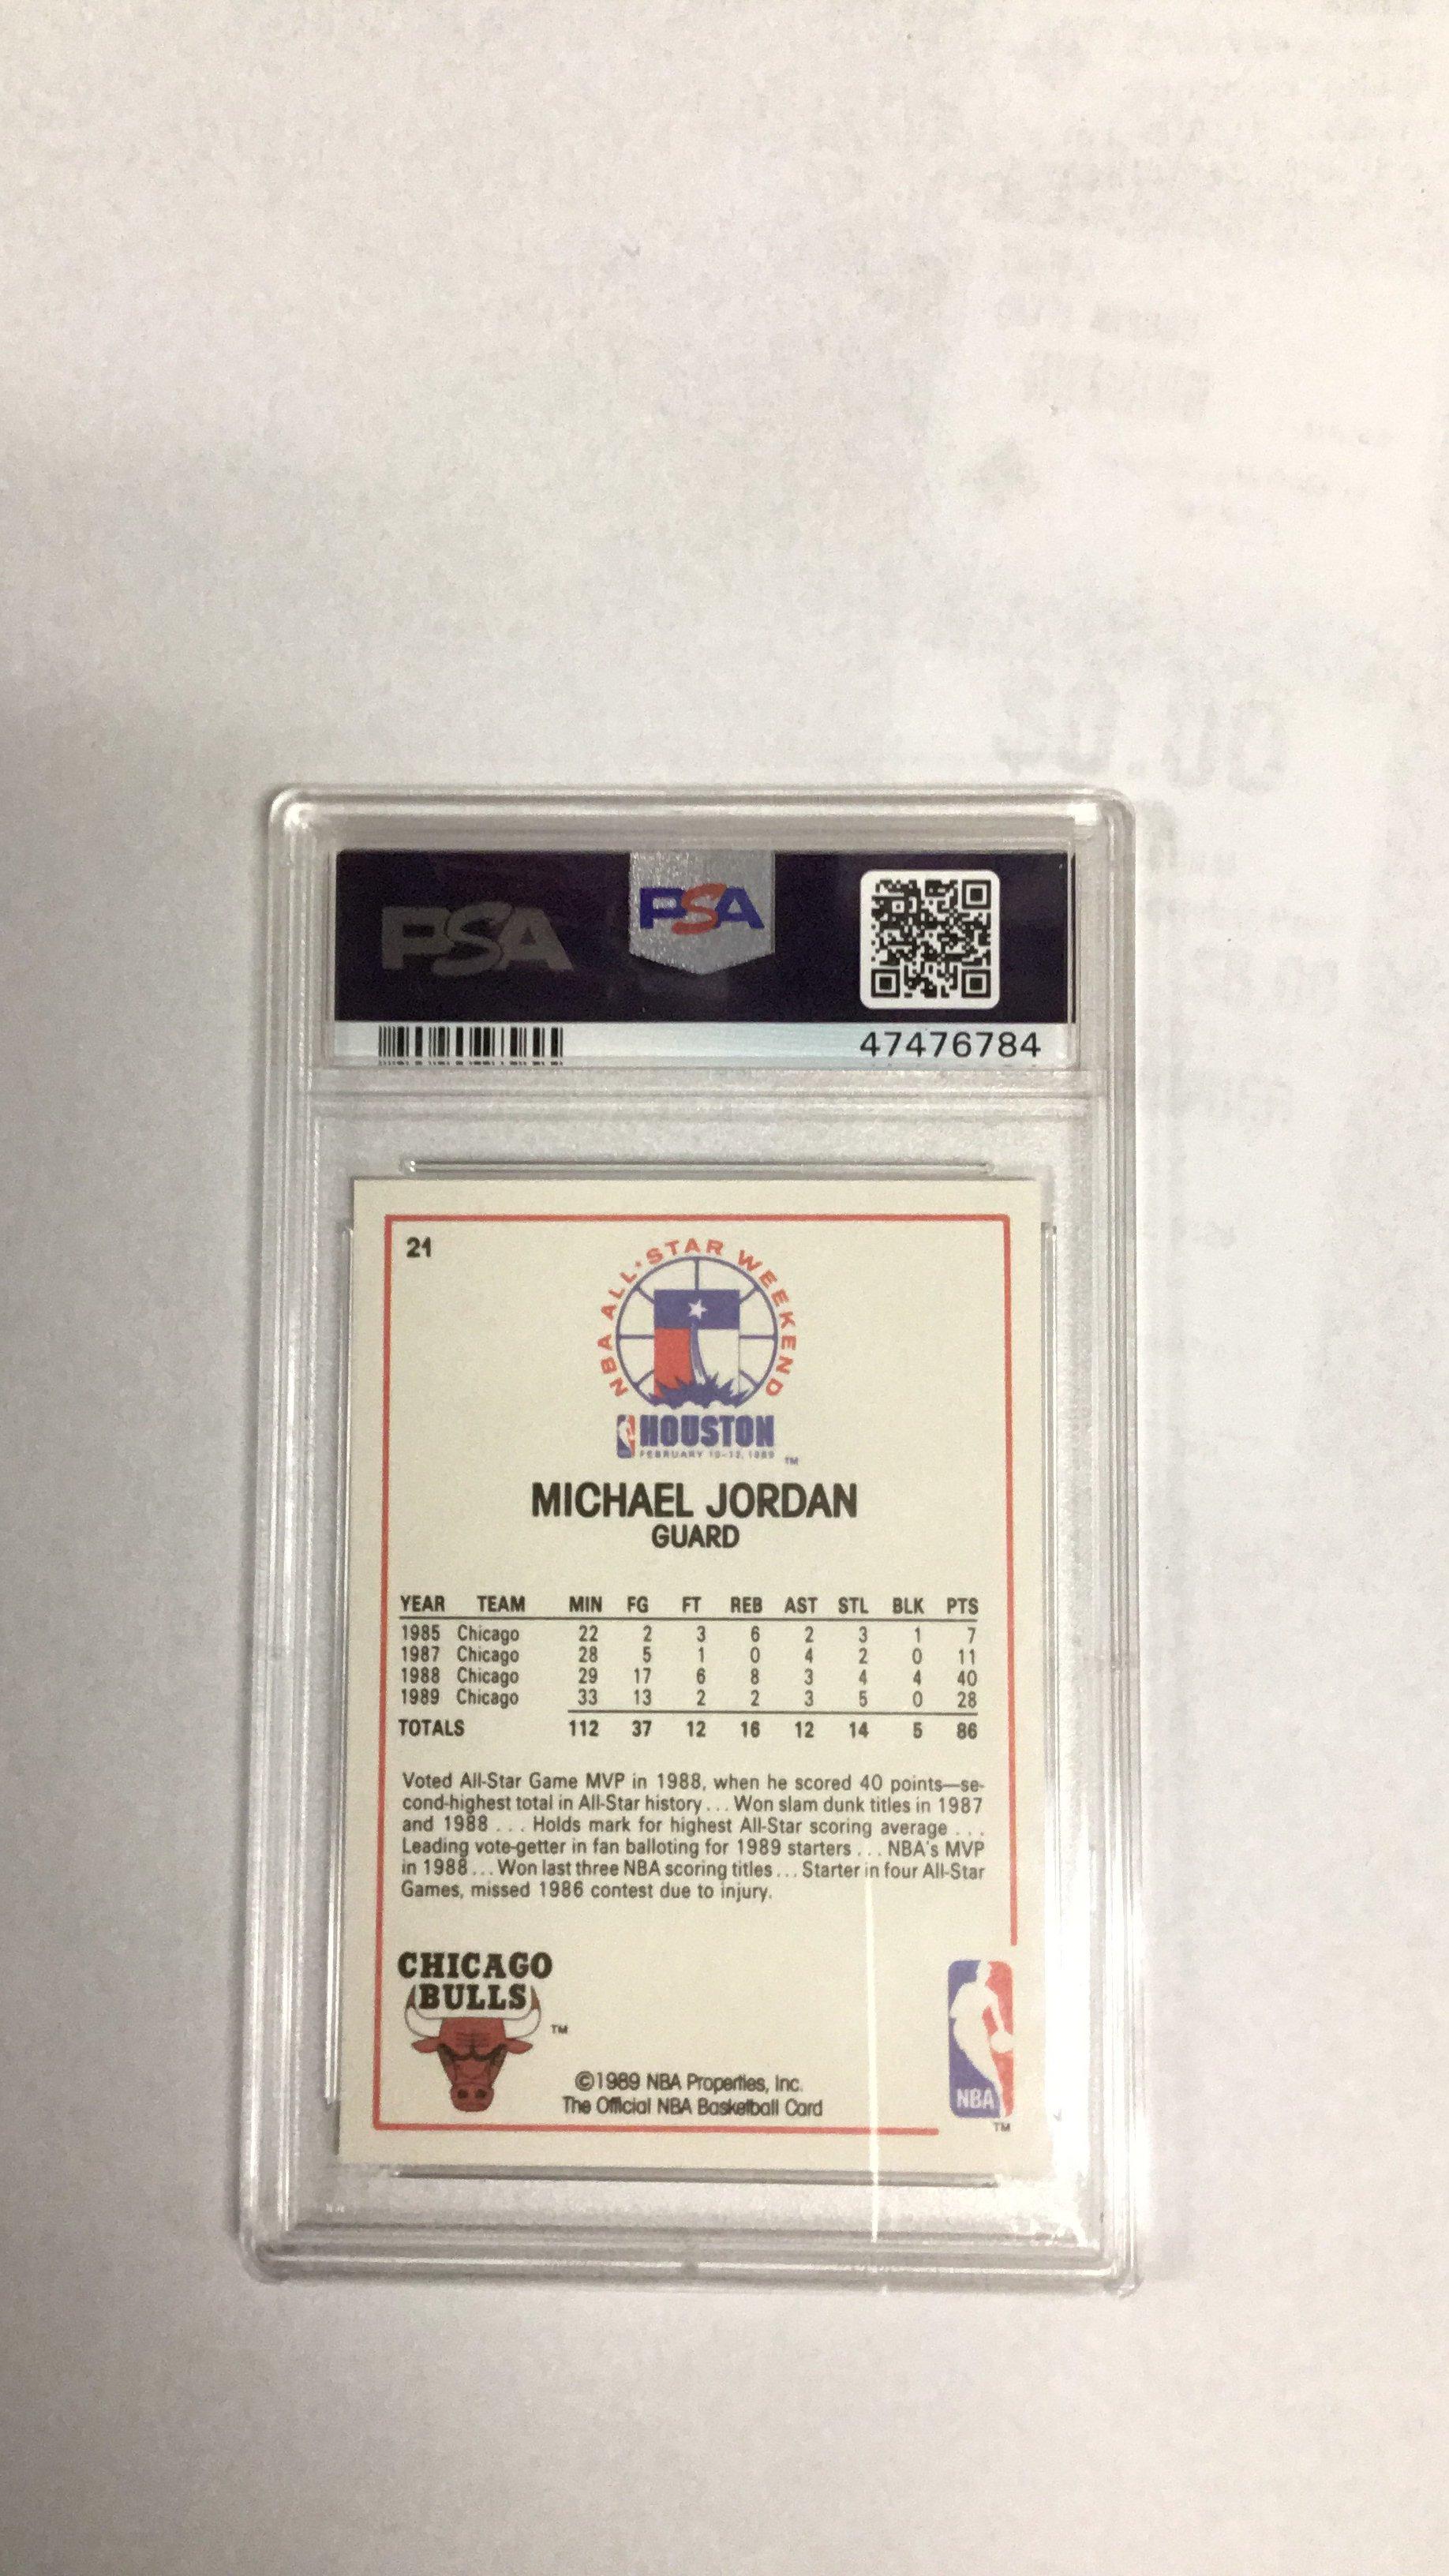 PSA PSA
47476784
21
NBA ALL-STAR WEEKEND
HOUSTON
FEBRUARY 10-12, 1989 TM
MICHAEL JORDAN
GUARD
YEAR TEAM MIN FG FT REB AST STL BLK PTS
1985 Chicago 22 2 3 6 2 3 1 7
1987 Chicago 28 5 1 0 4 2 0 11
1988 Chicago 29 17 6 8 3 4 4 40
1989 Chicago 33 13 2 2 3 5 0 28
TOTALS 112 37 12 16 12 14 5 86
Voted All-Star Game MVP in 1988, when he scored 40 points—se-
cond-highest total in All-Star history... Won slam dunk titles in 1987
and 1988 ... Holds mark for highest All-Star scoring average ...
Leading vote-getter in fan balloting for 1989 starters ... NBA's MVP
in 1988... Won last three NBA scoring titles... Starter in four All-Star
Games, missed 1986 contest due to injury.
CHICAGO
BULLS
TM
©1989 NBA Properties, Inc.
The Official NBA Basketball Card
NBA
TM